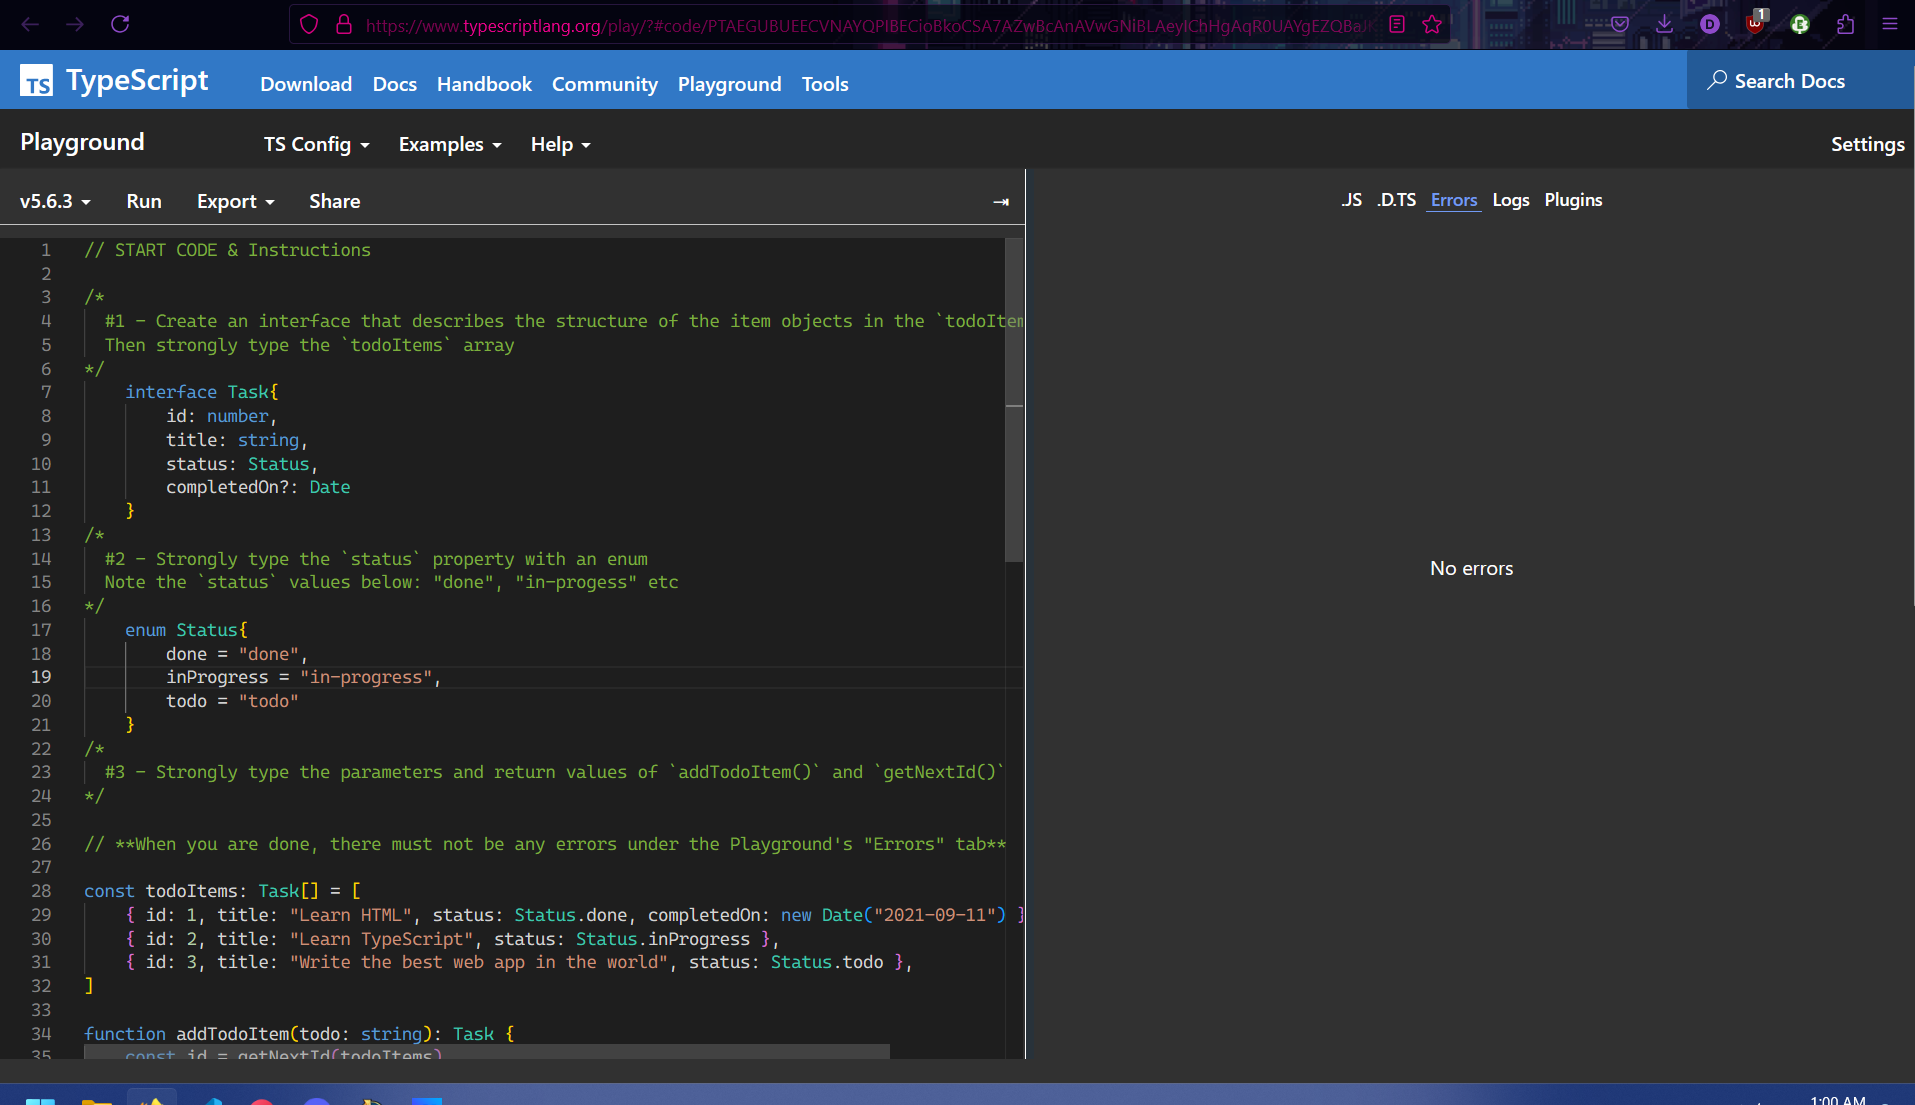 https://www.typescriptlang.org/play/?#code/
1
TS TypeScript Download Docs Handbook Community Playground Tools Search Docs
Playground TS Config Examples Help Settings
v5.6.3 Run Export Share .JS .D.TS Errors Logs Plugins
1 // START CODE & Instructions
2
3 /*
4 #1 - Create an interface that describes the structure of the item objects in the `todoItem
5 Then strongly type the `todoItems` array
6 */
7 interface Task{
8 id: number,
9 title: string,
10 status: Status,
11 completedOn?: Date
12 }
13 /*
14 #2 - Strongly type the `status` property with an enum
15 Note the `status` values below: "done", "in-progess" etc
16 */
17 enum Status{
18 done = "done",
19 inProgress = "in-progress",
20 todo = "todo"
21 }
22 /*
23 #3 - Strongly type the parameters and return values of `addTodoItem()` and `getNextId()`
24 */
25
26 // **When you are done, there must not be any errors under the Playground's "Errors" tab**
27
28 const todoItems: Task[] = [
29 { id: 1, title: "Learn HTML", status: Status.done, completedOn: new Date("2021-09-11") }
30 { id: 2, title: "Learn TypeScript", status: Status.inProgress },
31 { id: 3, title: "Write the best web app in the world", status: Status.todo },
32 ]
33
34 function addTodoItem(todo: string): Task {
35 const id = getNextId(todoItems)
No errors
1:00 AM